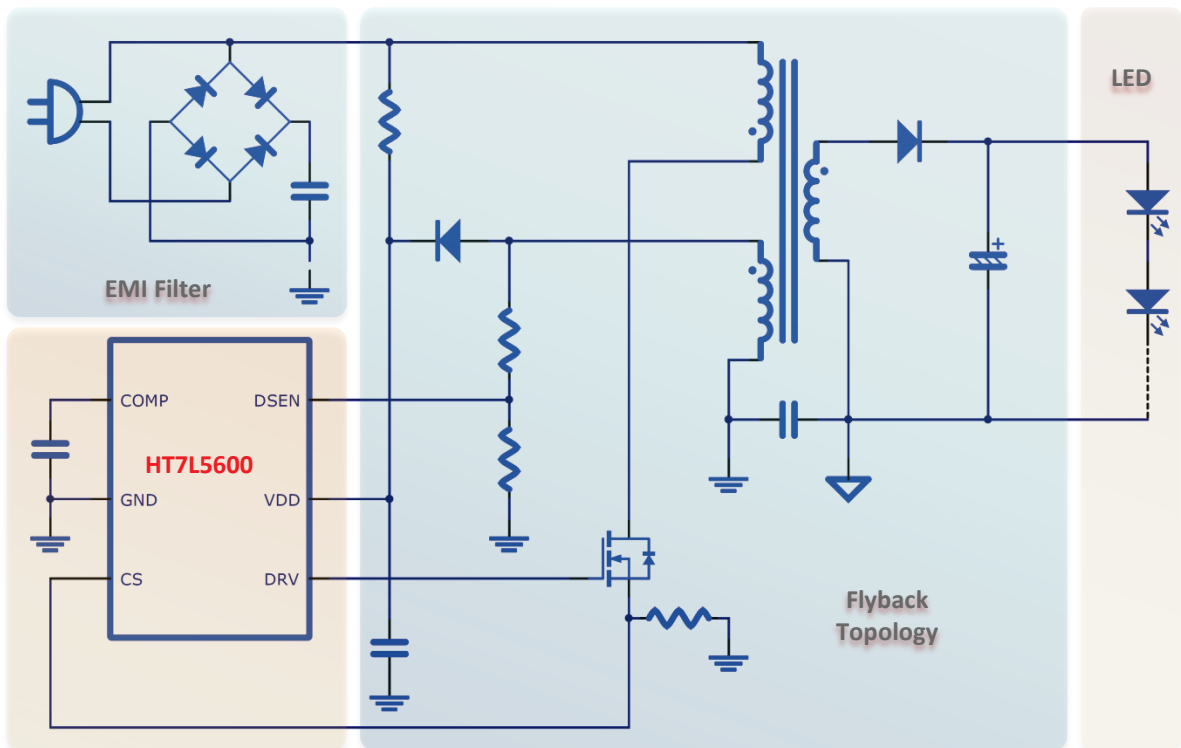 LED
EMI Filter
COMP
DSEN
HT7L5600
GND
VDD
CS
DRV
+
Flyback
Topology